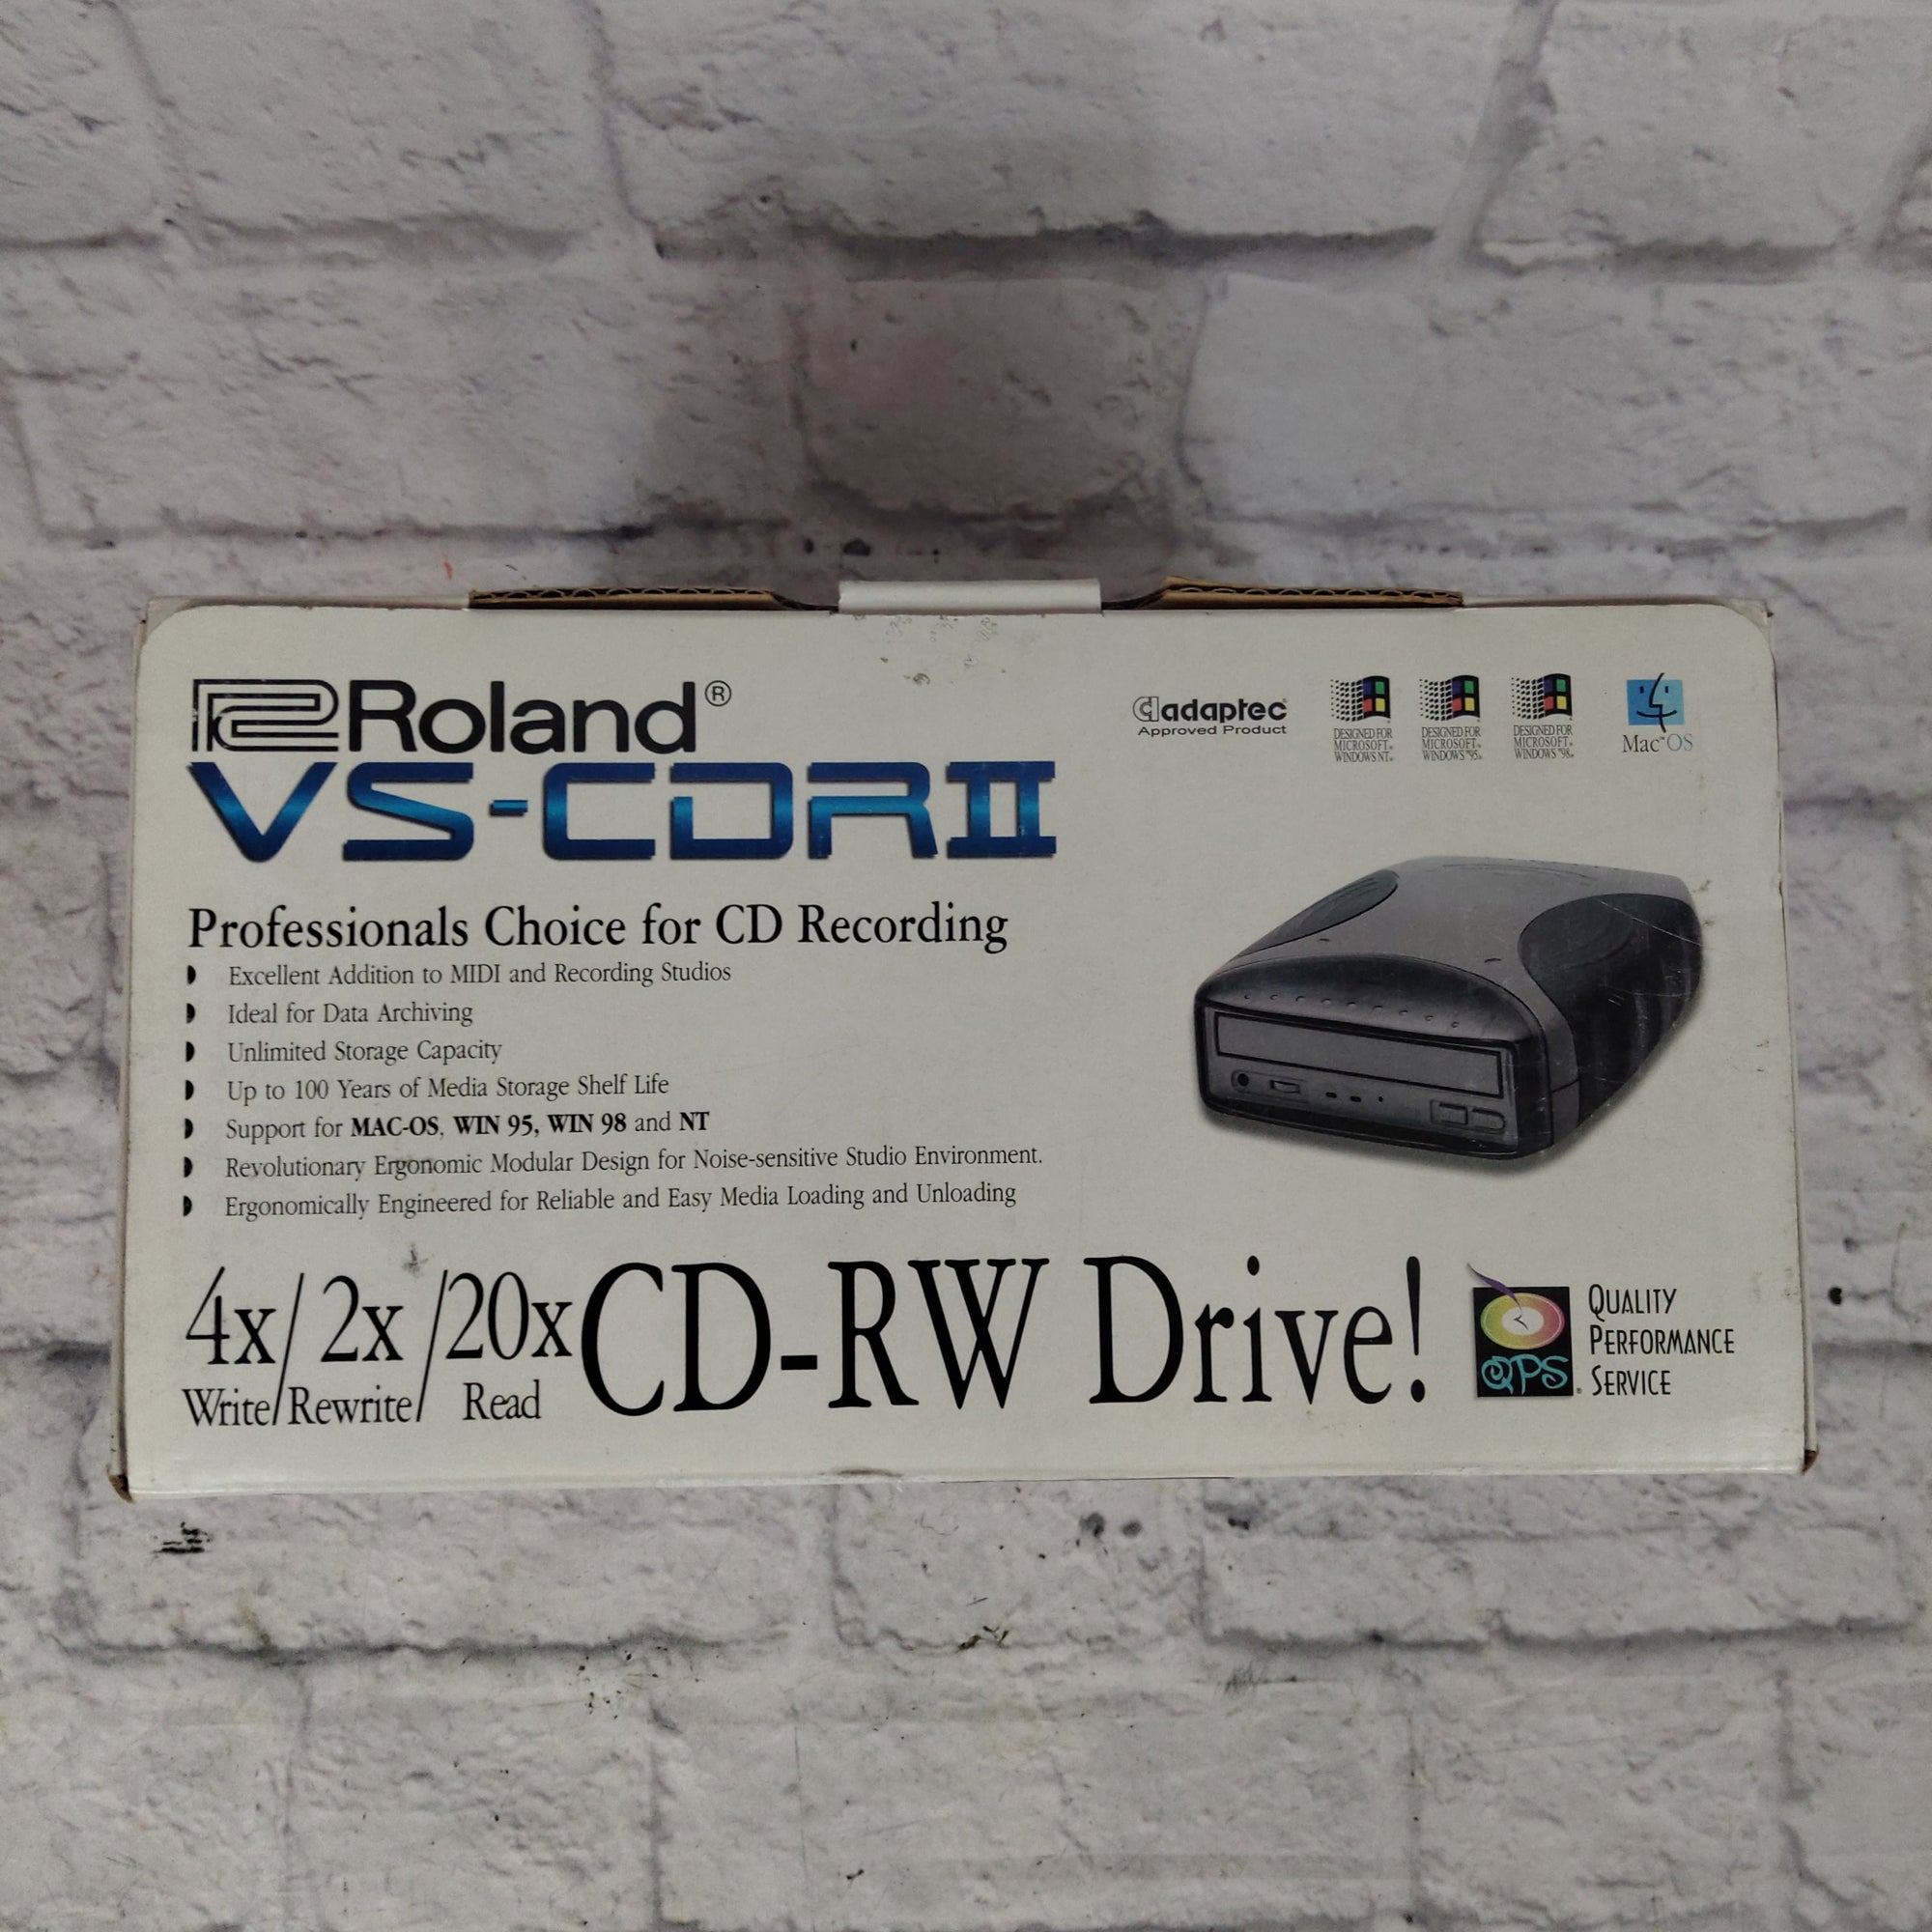 Roland®
VS-CDRII
adaptec
Approved Product
DESIGNED FOR
MICROSOFT®
WINDOWS NT®
DESIGNED FOR
MICROSOFT®
WINDOWS '95®
DESIGNED FOR
MICROSOFT®
WINDOWS '98®
Mac™OS
Professionals Choice for CD Recording
Excellent Addition to MIDI and Recording Studios
Ideal for Data Archiving
Unlimited Storage Capacity
Up to 100 Years of Media Storage Shelf Life
Support for MAC-OS, WIN 95, WIN 98 and NT
Revolutionary Ergonomic Modular Design for Noise-sensitive Studio Environment.
Ergonomically Engineered for Reliable and Easy Media Loading and Unloading
4x/ 2x /20x CD-RW Drive!
Write/Rewrite/ Read
QPS
QUALITY
PERFORMANCE
SERVICE